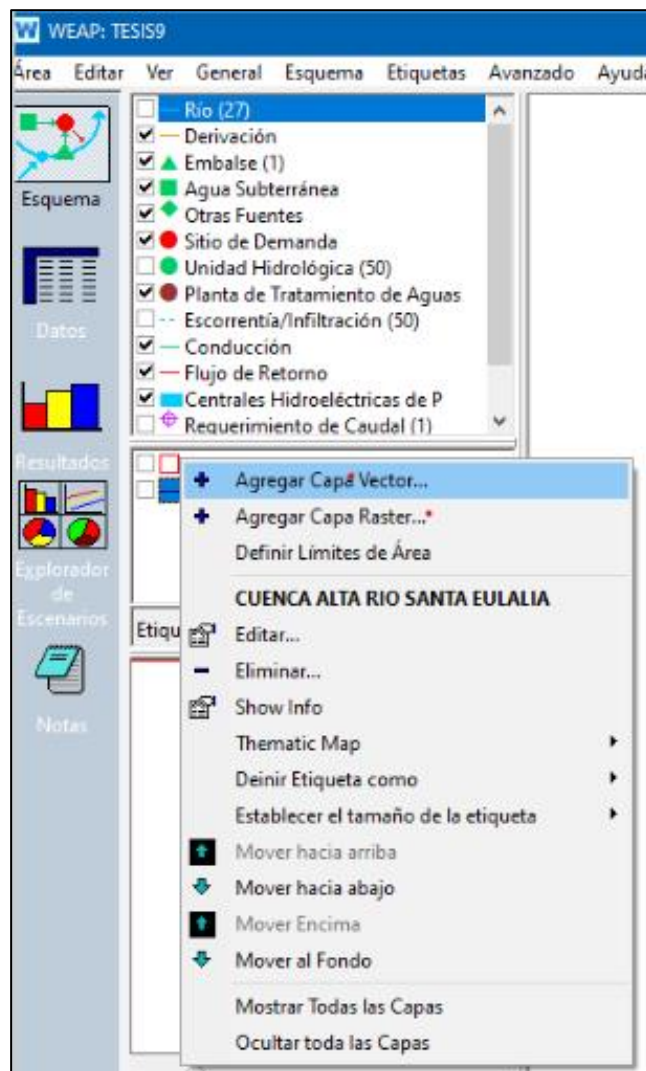 WEAP: TESIS9
Área Editar Ver General Esquema Etiquetas Avanzado Ayuda
Esquema
Datos
Resultados
Explorador
de
Escenarios
Notas
Río (27)
Derivación
Embalse (1)
Agua Subterránea
Otras Fuentes
Sitio de Demanda
Unidad Hidrológica (50)
Planta de Tratamiento de Aguas
Escorrentía/Infiltración (50)
Conducción
Flujo de Retorno
Centrales Hidroeléctricas de P
Requerimiento de Caudal (1)
Etiqu
Agregar Capa Vector...
Agregar Capa Raster...
Definir Límites de Área
CUENCA ALTA RIO SANTA EULALIA
Editar...
Eliminar...
Show Info
Thematic Map
Deinir Etiqueta como
Establecer el tamaño de la etiqueta
Mover hacia arriba
Mover hacia abajo
Mover Encima
Mover al Fondo
Mostrar Todas las Capas
Ocultar toda las Capas